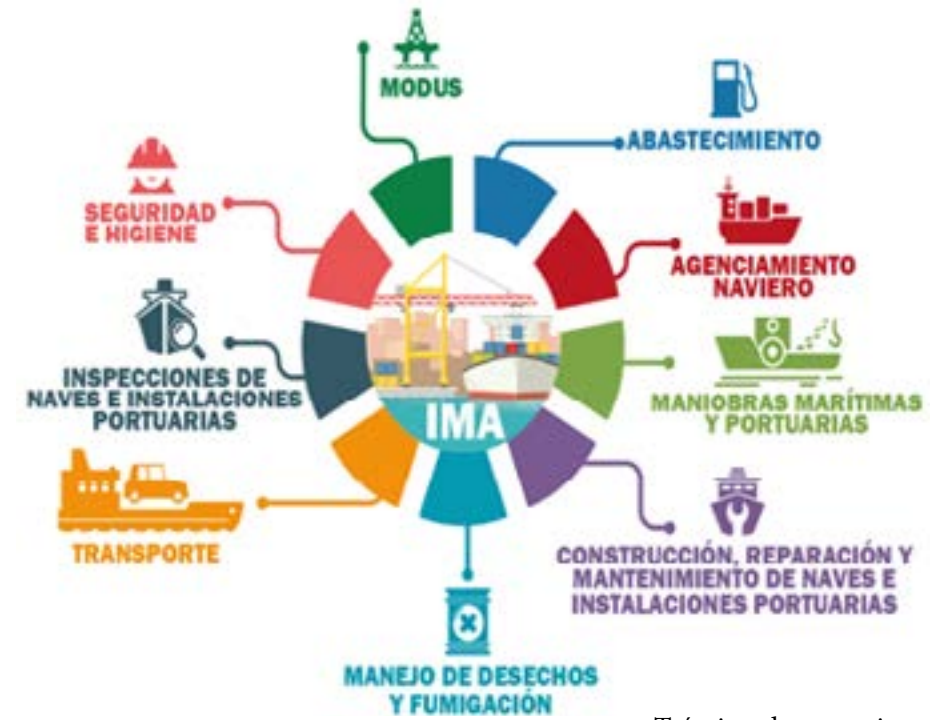 MODUS
ABASTECIMIENTO
AGENCIAMIENTO
NAVIERO
MANIOBRAS MARÍTIMAS
Y PORTUARIAS
CONSTRUCCIÓN, REPARACIÓN Y
MANTENIMIENTO DE NAVES E
INSTALACIONES PORTUARIAS
MANEJO DE DESECHOS
Y FUMIGACIÓN
TRANSPORTE
INSPECCIONES DE
NAVES E INSTALACIONES
PORTUARIAS
SEGURIDAD
E HIGIENE
IMA